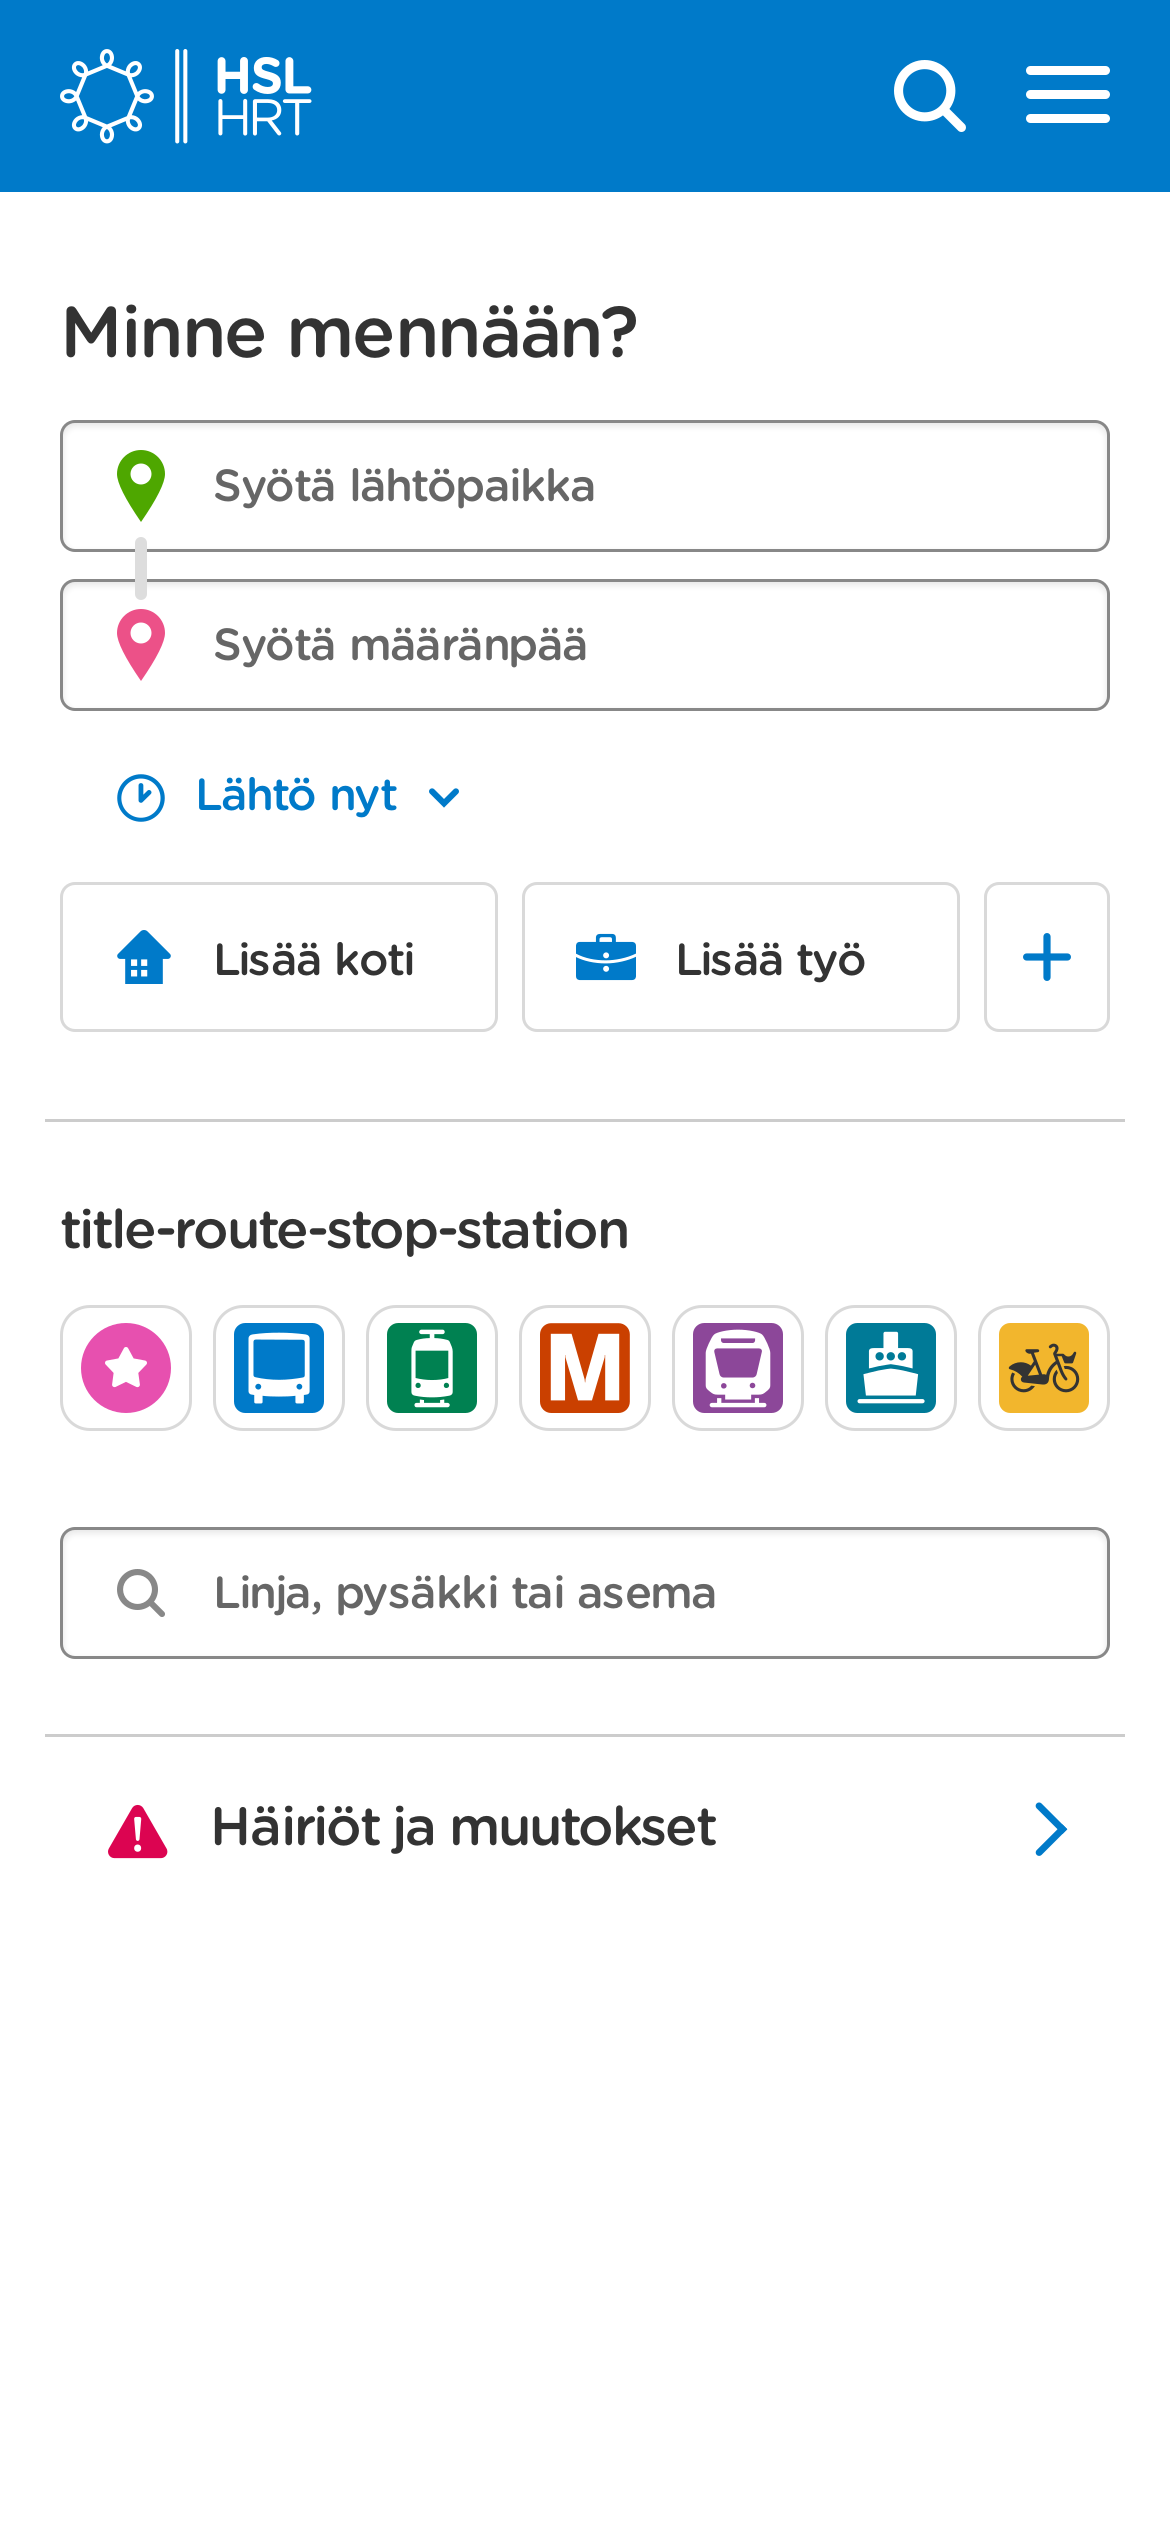 HSL
HRT
Minne mennään?
Syötä lähtöpaikka
Syötä määränpää
Lähtö nyt
Lisää koti
Lisää työ
title-route-stop-station
M
Linja, pysäkki tai asema
Häiriöt ja muutokset